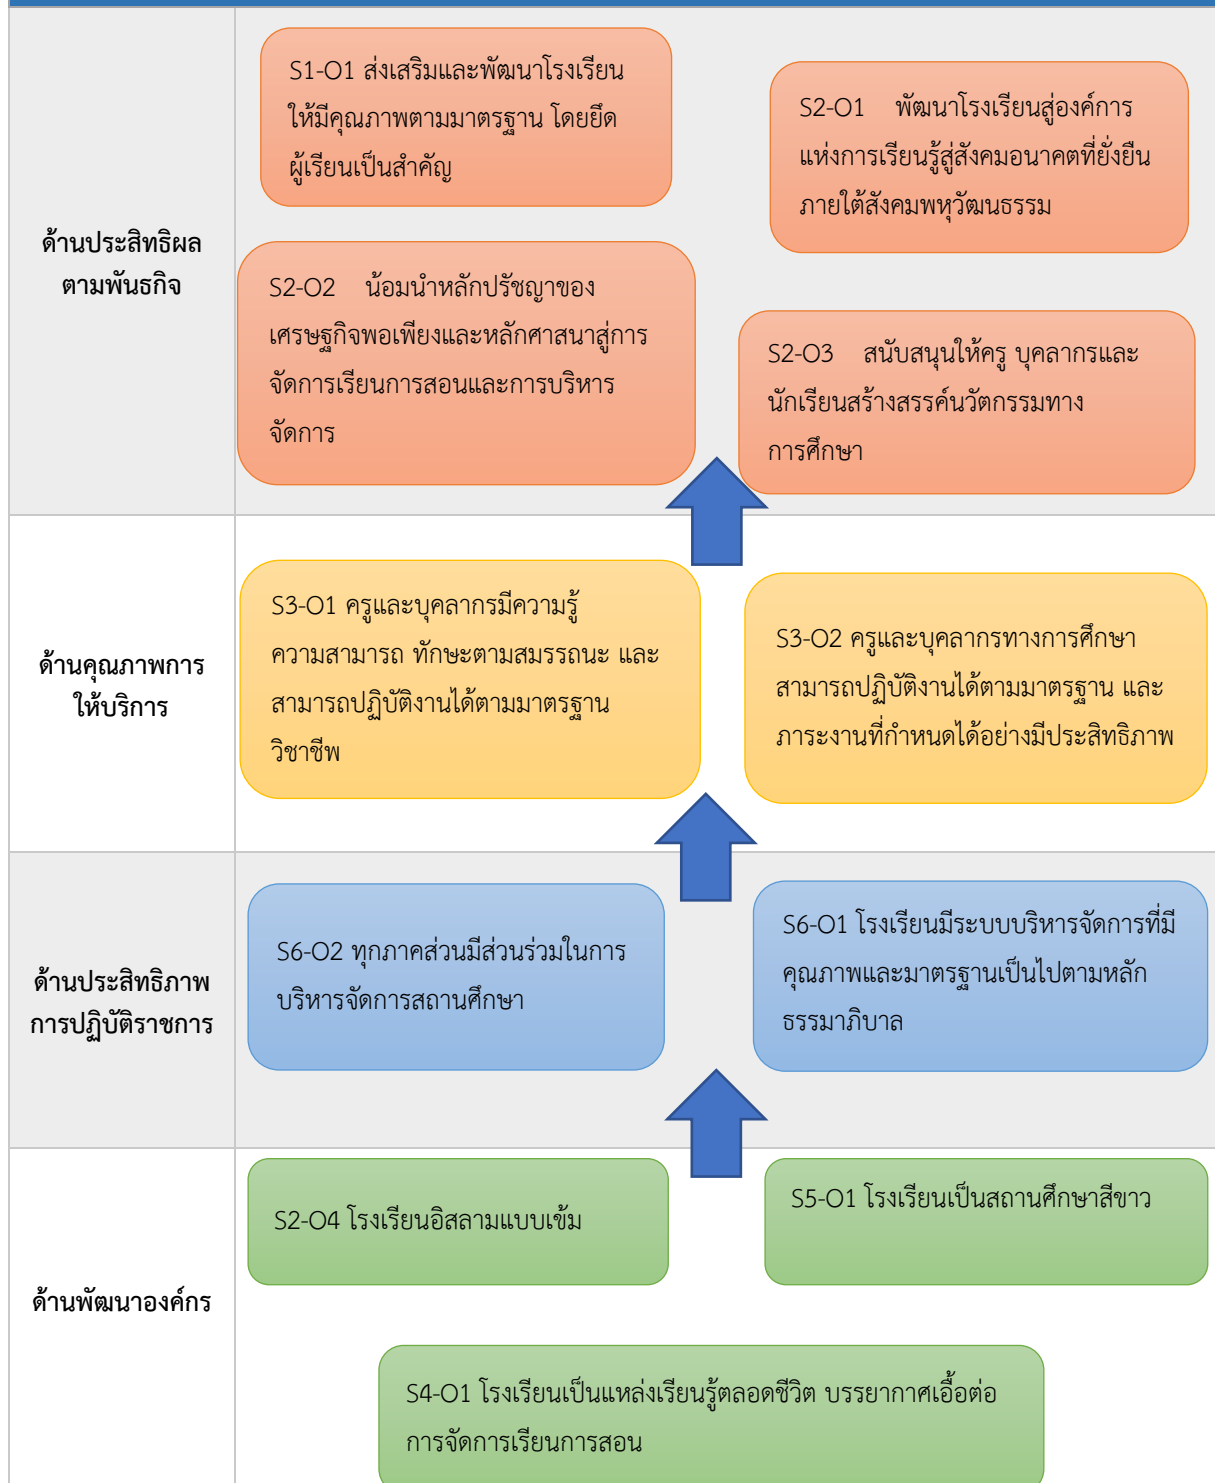 S1-O1 ส่งเสริมและพัฒนาโรงเรียน
ให้มีคุณภาพตามมาตรฐาน โดยยึด
ผู้เรียนเป็นสำคัญ
S2-O1 พัฒนาโรงเรียนสู่องค์การ
แห่งการเรียนรู้สู่สังคมอนาคตที่ยั่งยืน
ภายใต้สังคมพหุวัฒนธรรม
ด้านประสิทธิผล
ตามพันธกิจ
S2-O2 น้อมนำหลักปรัชญาของ
เศรษฐกิจพอเพียงและหลักศาสนาสู่การ
จัดการเรียนการสอนและการบริหาร
จัดการ
S2-O3 สนับสนุนให้ครู บุคลากรและ
นักเรียนสร้างสรรค์นวัตกรรมทาง
การศึกษา
ด้านคุณภาพการ
ให้บริการ
S3-O1 ครูและบุคลากรมีความรู้
ความสามารถ ทักษะตามสมรรถนะ และ
สามารถปฏิบัติงานได้ตามมาตรฐาน
วิชาชีพ
S3-O2 ครูและบุคลากรทางการศึกษา
สามารถปฏิบัติงานได้ตามมาตรฐาน และ
ภาระงานที่กำหนดได้อย่างมีประสิทธิภาพ
ด้านประสิทธิภาพ
การปฏิบัติราชการ
S6-O2 ทุกภาคส่วนมีส่วนร่วมในการ
บริหารจัดการสถานศึกษา
S6-O1 โรงเรียนมีระบบบริหารจัดการที่มี
คุณภาพและมาตรฐานเป็นไปตามหลัก
ธรรมาภิบาล
ด้านพัฒนาองค์กร
S2-O4 โรงเรียนอิสลามแบบเข้ม
S5-O1 โรงเรียนเป็นสถานศึกษาสีขาว
S4-O1 โรงเรียนเป็นแหล่งเรียนรู้ตลอดชีวิต บรรยากาศเอื้อต่อ
การจัดการเรียนการสอน